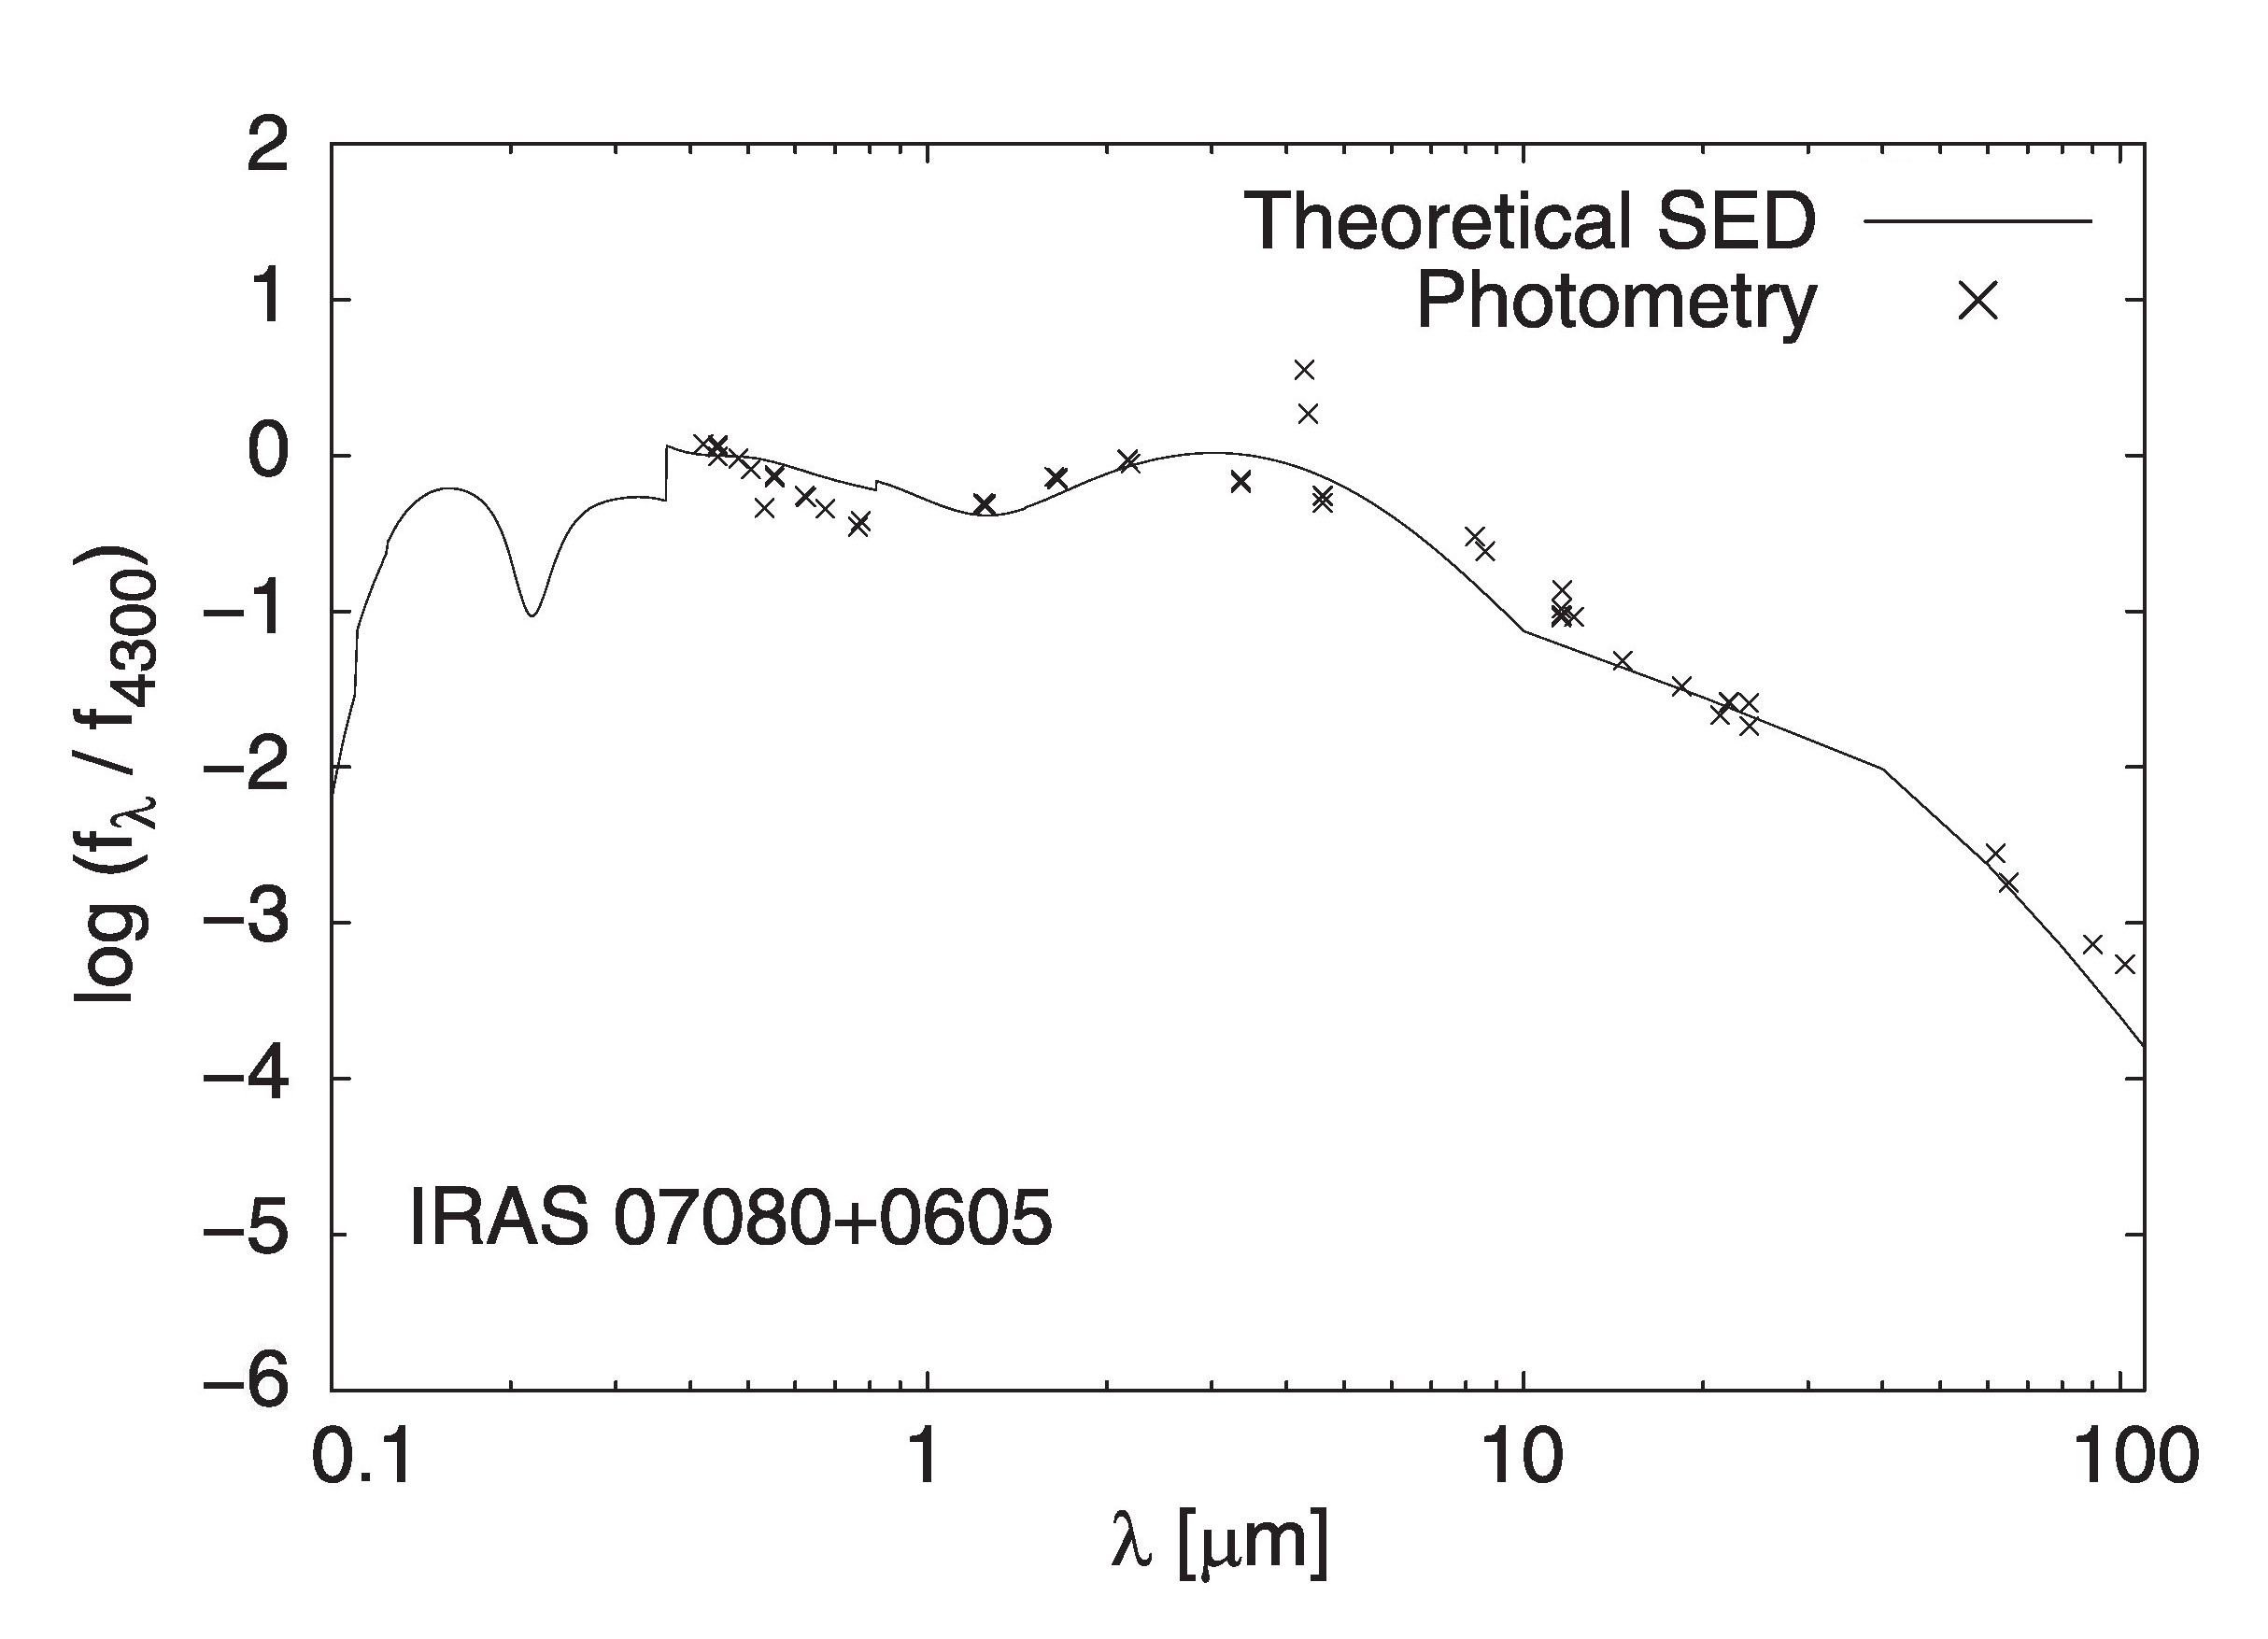 2
1
0
−1
−2
−3
−4
−5
−6
log (fλ / f4300)
Theoretical SED
Photometry
IRAS 07080+0605
0.1 1 10 100
λ [μm]